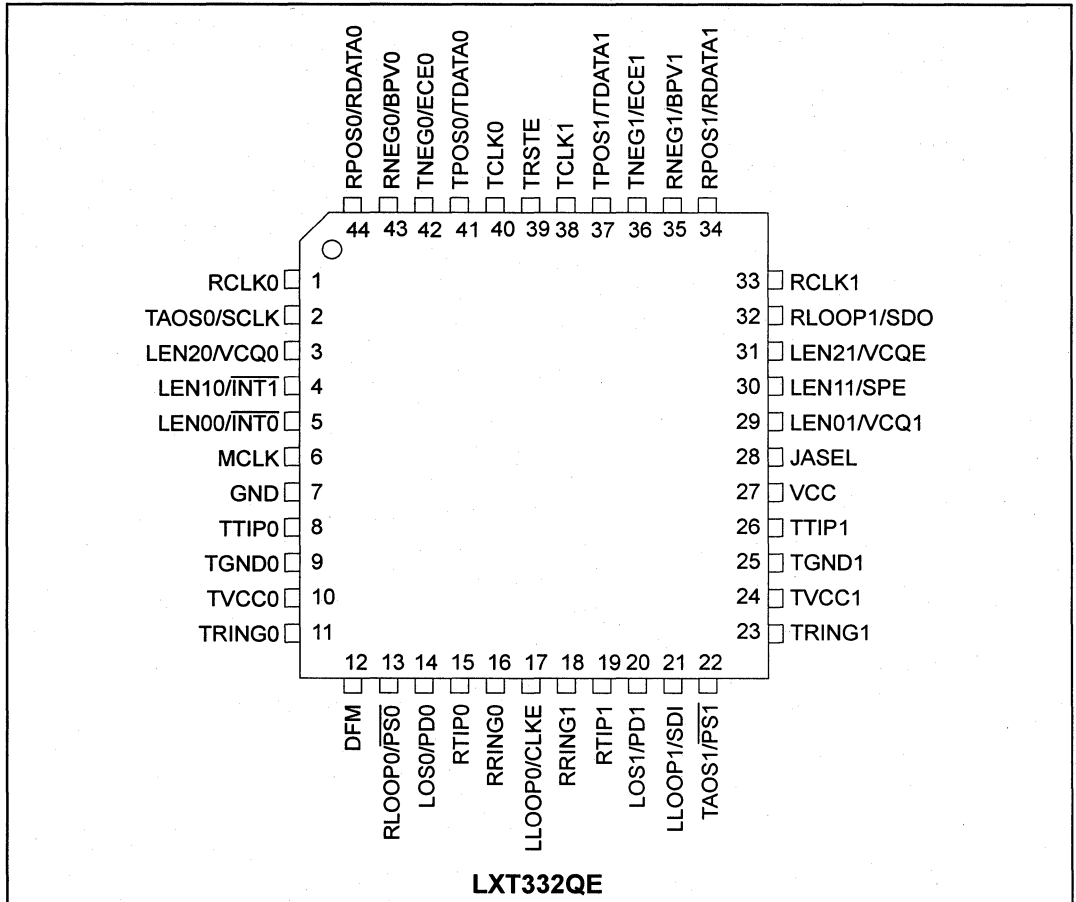 RPOS0/RDATA0
RNEG0/BPV0
TNEG0/ECE0
TPOS0/TDATA0
TCLK0
TRSTE
TCLK1
TPOS1/TDATA1
TNEG1/ECE1
RNEG1/BPV1
RPOS1/RDATA1
44 43 42 41 40 39 38 37 36 35 34
RCLK0 1
TAOS0/SCLK 2
LEN20/VCQ0 3
LEN10/INT1 4
LEN00/INT0 5
MCLK 6
GND 7
TTIP0 8
TGND0 9
TVCC0 10
TRING0 11
33 RCLK1
32 RLOOP1/SDO
31 LEN21/VCQE
30 LEN11/SPE
29 LEN01/VCQ1
28 JASEL
27 VCC
26 TTIP1
25 TGND1
24 TVCC1
23 TRING1
12 13 14 15 16 17 18 19 20 21 22
DFM
RLOOP0/PS0
LOS0/PD0
RTIP0
RRING0
LLOOP0/CLKE
RRING1
RTIP1
LOS1/PD1
LLOOP1/SDI
TAOS1/PS1
LXT332QE